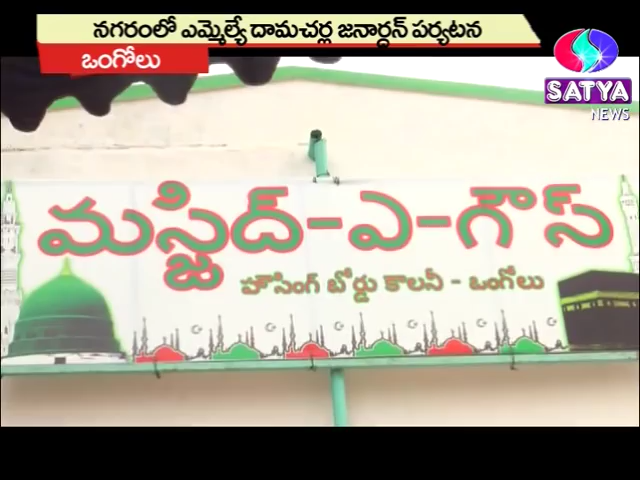 నగరంలో ఎమ్మెల్యే దామచర్ల జనార్దన్ పర్యటన
ఒంగోలు
SATYA
NEWS
మస్జిద్-ఎ-గౌస్
హౌసింగ్ బోర్డు కాలనీ - ఒంగోలు